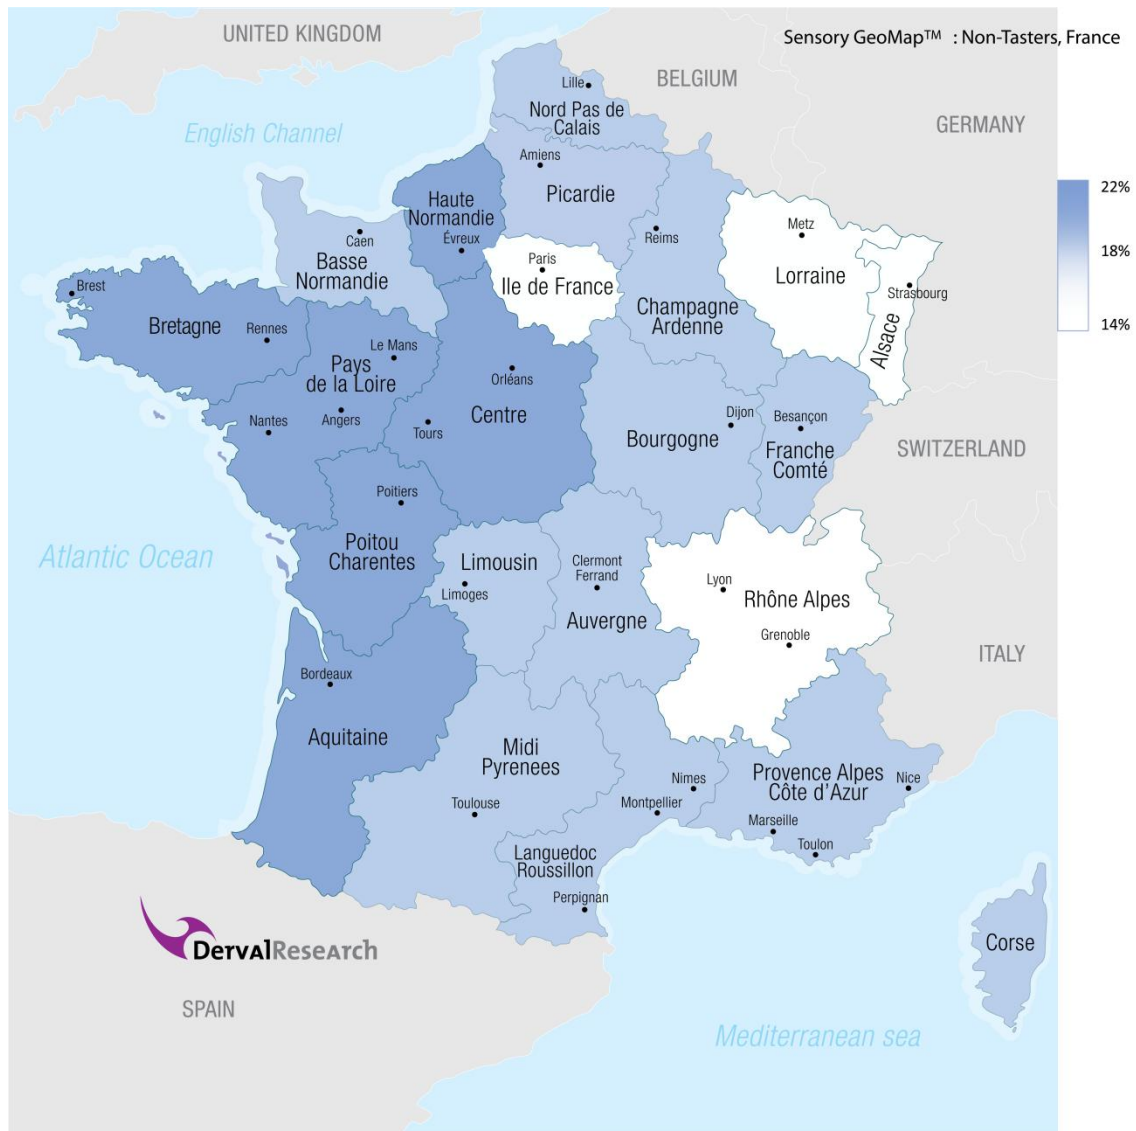 UNITED KINGDOM
Sensory GeoMap™ : Non-Tasters, France
BELGIUM
Lille
Nord Pas de
Calais
English Channel
GERMANY
Amiens
Picardie
22%
18%
14%
Haute
Normandie
Évreux
Caen
Basse
Normandie
Reims
Metz
Lorraine
Paris
Ile de France
Strasbourg
Alsace
Champagne
Ardenne
Brest
Bretagne
Rennes
Le Mans
Pays
de la Loire
Angers
Nantes
Orléans
Centre
Tours
Dijon
Bourgogne
Besançon
Franche
Comté
SWITZERLAND
Poitiers
Poitou
Charentes
Atlantic Ocean
Limousin
Limoges
Clermont
Ferrand
Auvergne
Lyon
Rhône Alpes
Grenoble
ITALY
Bordeaux
Aquitaine
Midi
Pyrenees
Toulouse
Nimes
Montpellier
Provence Alpes
Côte d’Azur
Nice
Marseille
Toulon
Languedoc
Roussillon
Perpignan
DervalResearch
Corse
SPAIN
Mediterranean sea